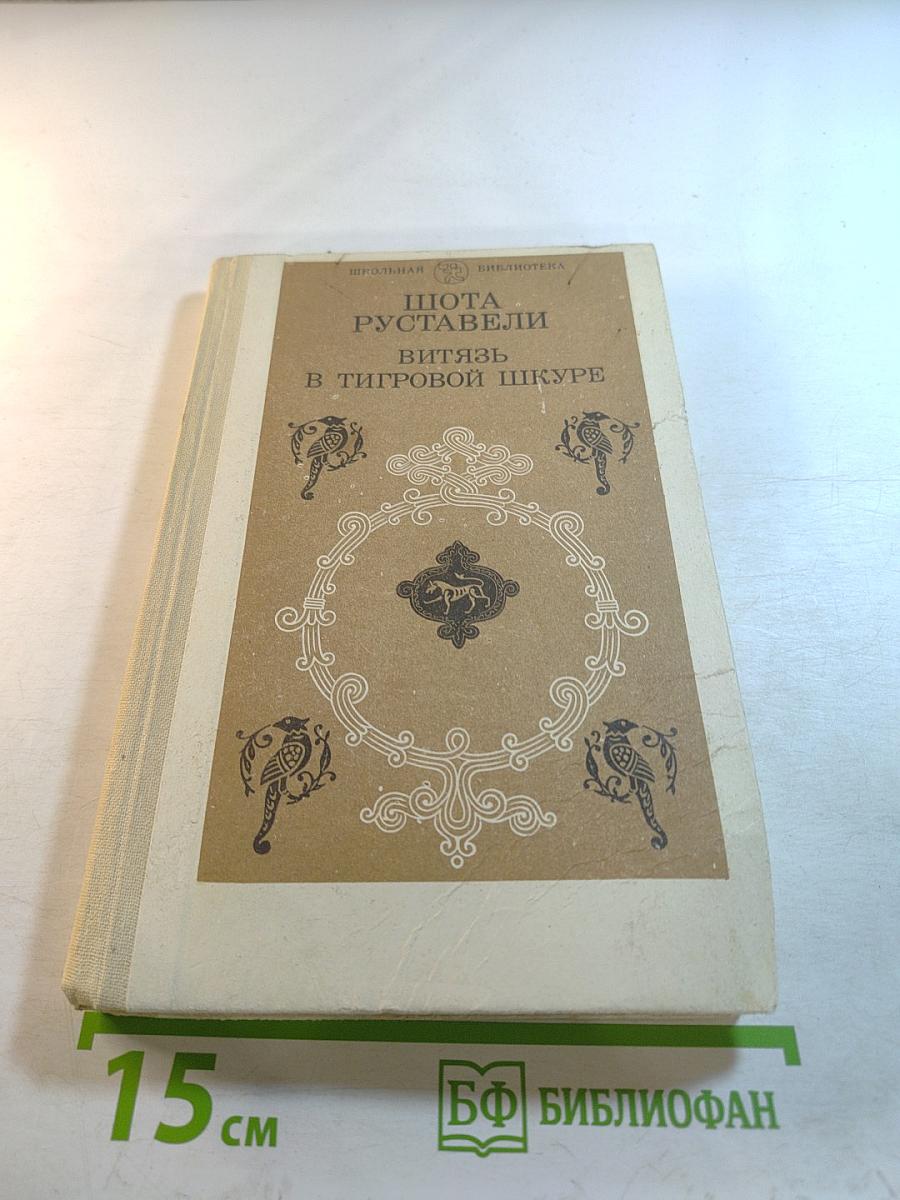 ШКОЛЬНАЯ БИБЛИОТЕКА
ШОТА
РУСТАВЕЛИ
ВИТЯЗЬ
В ТИГРОВОЙ ШКУРЕ
15 см
БФ БИБЛИОФАН